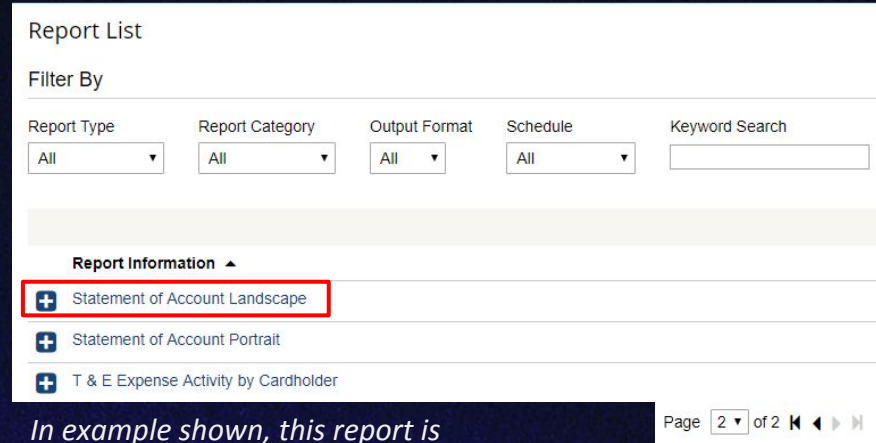 Report List
Filter By
Report Type Report Category Output Format Schedule Keyword Search
All All All All
Report Information
Statement of Account Landscape
Statement of Account Portrait
T & E Expense Activity by Cardholder
In example shown, this report is
Page 2 of 2